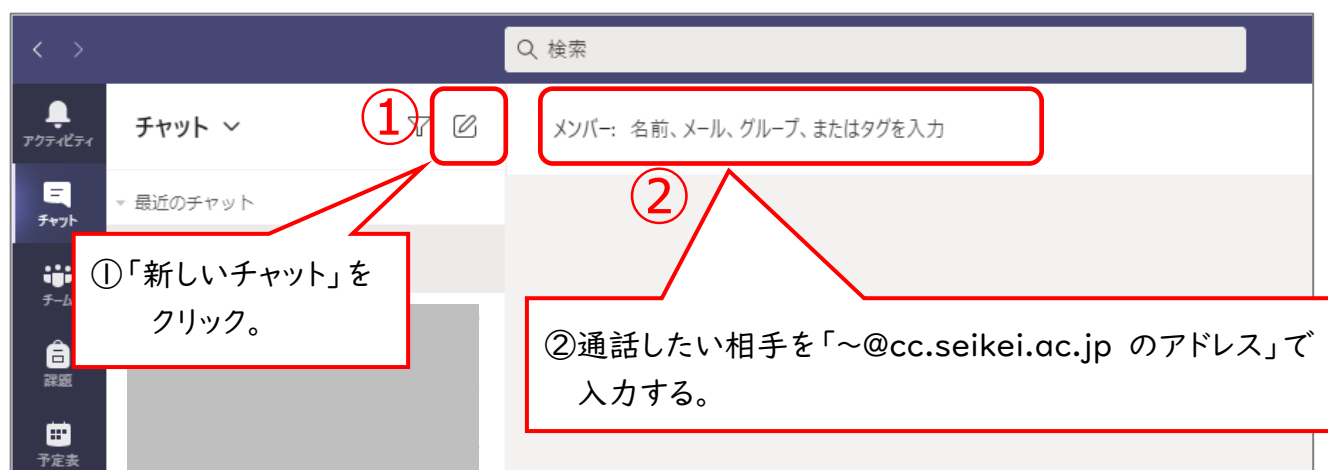 検索
アクティビティ
チャット
①
メンバー: 名前、メール、グループ、またはタグを入力
チャット
最近のチャット
②
チーム
①「新しいチャット」を
クリック。
②通話したい相手を「~@cc.seikei.ac.jp のアドレス」で
入力する。
課題
予定表